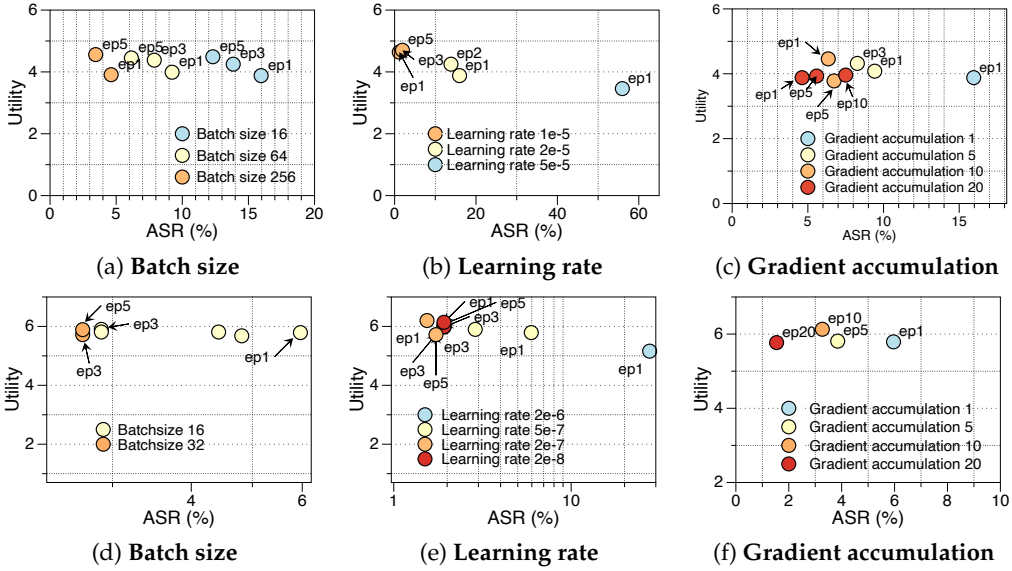 6
4
2
0
Utility
ep5
ep5
ep3
ep5
ep3
ep1
ep1
ep1
Batch size 16
Batch size 64
Batch size 256
0 5 10 15 20
ASR (%)
(a) Batch size
6
4
2
0
Utility
ep5
ep3
ep1
ep2
ep1
ep1
Learning rate 1e-5
Learning rate 2e-5
Learning rate 5e-5
0 20 40 60
ASR (%)
(b) Learning rate
6
4
2
0
Utility
ep1
ep3
ep1
ep1
ep1
ep5
ep5
ep10
Gradient accumulation 1
Gradient accumulation 5
Gradient accumulation 10
Gradient accumulation 20
0 5 10 15
ASR (%)
(c) Gradient accumulation
6
4
2
Utility
ep5
ep3
ep3
ep1
Batchsize 16
Batchsize 32
4 6
ASR (%)
(d) Batch size
6
4
2
Utility
ep1
ep5
ep3
ep1
ep3
ep3
ep5
ep1
ep1
Learning rate 2e-6
Learning rate 5e-7
Learning rate 2e-7
Learning rate 2e-8
1 10
ASR (%)
(e) Learning rate
6
4
2
Utility
ep10
ep20
ep5
ep1
Gradient accumulation 1
Gradient accumulation 5
Gradient accumulation 10
Gradient accumulation 20
0 2 4 6 8 10
ASR (%)
(f) Gradient accumulation